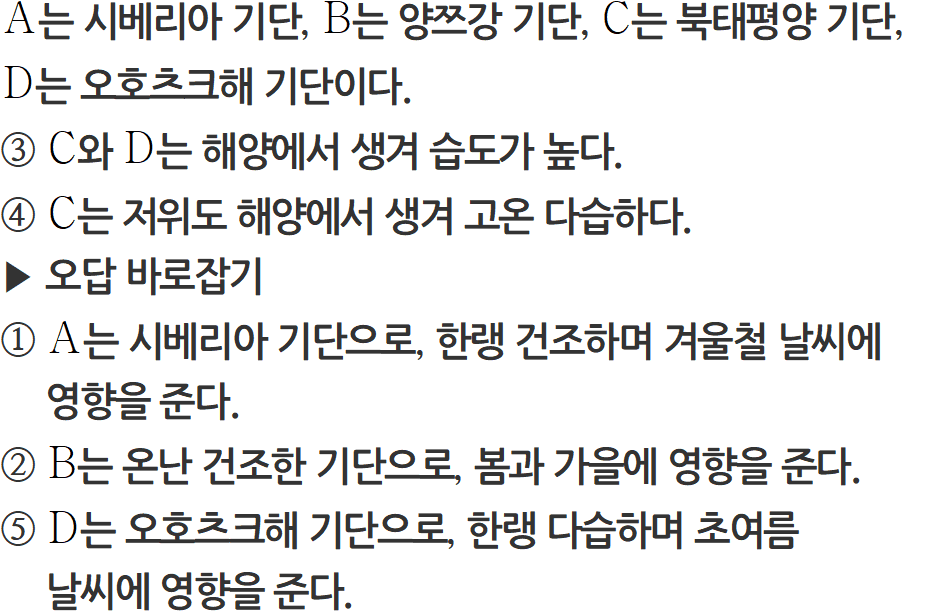 A는 시베리아 기단, B는 양쯔강 기단, C는 북태평양 기단,
D는 오호츠크해 기단이다.
③ C와 D는 해양에서 생겨 습도가 높다.
④ C는 저위도 해양에서 생겨 고온 다습하다.
▶ 오답 바로잡기
① A는 시베리아 기단으로, 한랭 건조하며 겨울철 날씨에
영향을 준다.
② B는 온난 건조한 기단으로, 봄과 가을에 영향을 준다.
⑤ D는 오호츠크해 기단으로, 한랭 다습하며 초여름
날씨에 영향을 준다.